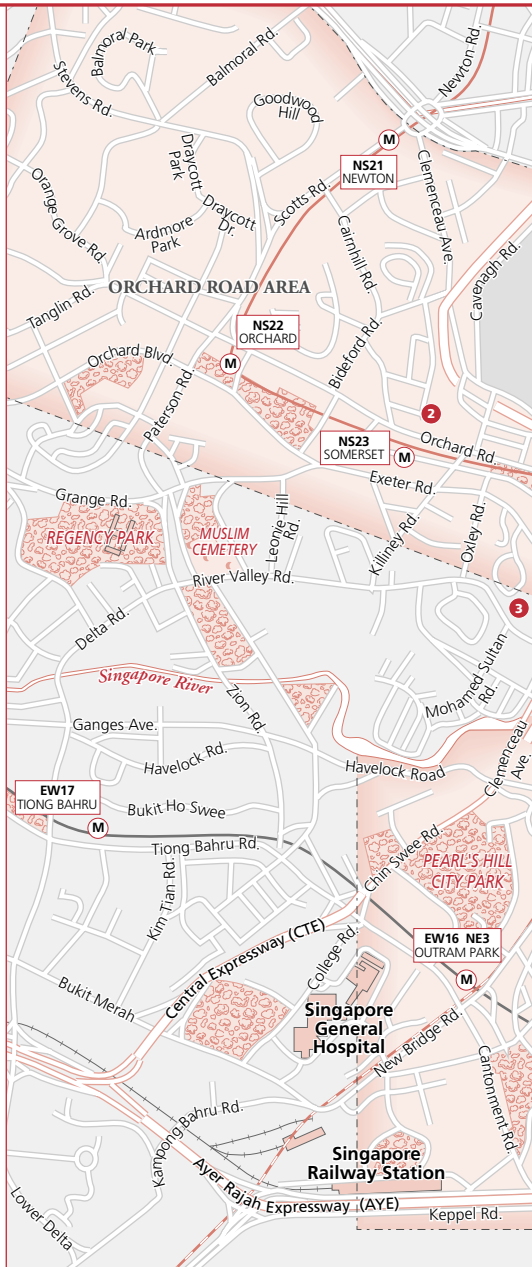 Balmoral Park
Balmoral Rd.
Stevens Rd.
Newton Rd.
Goodwood
Hill
M
NS21
NEWTON
Draycott
Park
Clemenceau Ave.
Scotts Rd.
Orange Grove Rd.
Draycott
Dr.
Ardmore
Park
Cairnhill Rd.
Cavenagh Rd.
Tanglin Rd.
ORCHARD ROAD AREA
NS22
ORCHARD
M
Orchard Blvd.
Bideford Rd.
Paterson Rd.
2
NS23
SOMERSET
M
Orchard Rd.
Exeter Rd.
Grange Rd.
REGENCY PARK
MUSLIM
CEMETERY
Leonie Hill
Rd.
Killiney Rd.
Oxley Rd.
River Valley Rd.
3
Delta Rd.
Mohamed Sultan
Rd.
Singapore River
Zion Rd.
Ganges Ave.
Clemenceau
Ave.
Havelock Rd.
Havelock Road
EW17
TIONG BAHRU
M
Bukit Ho Swee
Tiong Bahru Rd.
Chin Swee Rd.
PEARL'S HILL
CITY PARK
Kim Tian Rd.
College Rd.
Central Expressway (CTE)
EW16 NE3
OUTRAM PARK
M
Bukit Merah
Singapore
General
Hospital
New Bridge Rd.
Cantonment Rd.
Kampong Bahru Rd.
Singapore
Railway Station
Ayer Rajah Expressway (AYE)
Lower Delta
Keppel Rd.